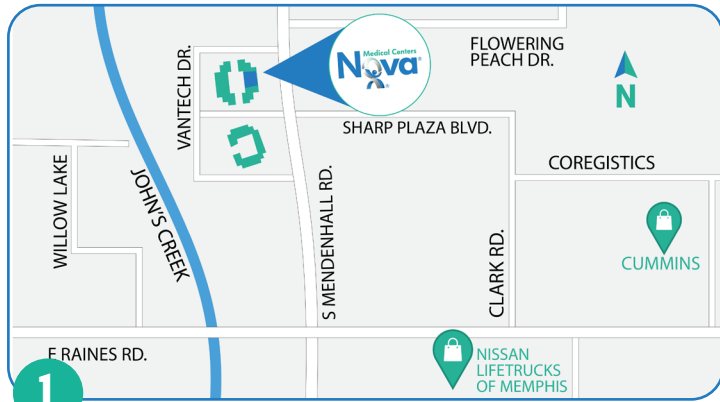 Medical Centers
Nova
®
FLOWERING
PEACH DR.
N
VANTECH DR.
SHARP PLAZA BLVD.
COREGISTICS
WILLOW LAKE
JOHN'S CREEK
S MENDENHALL RD.
CLARK RD.
CUMMINS
E RAINES RD.
NISSAN
LIFETRUCKS
OF MEMPHIS
1